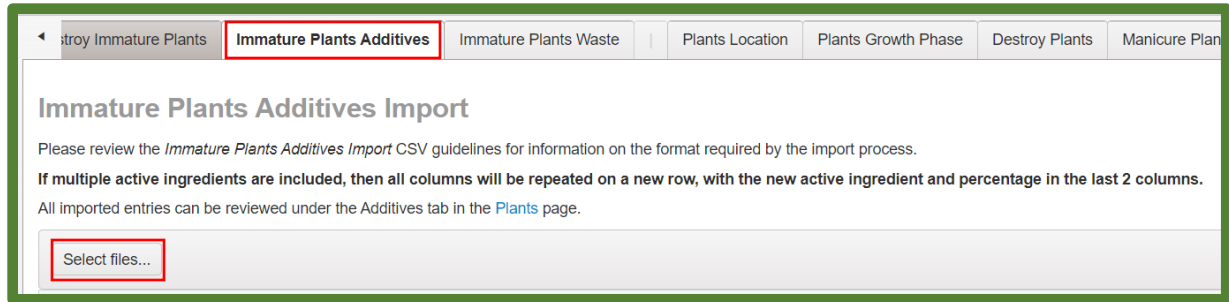 stroy Immature Plants Immature Plants Additives Immature Plants Waste | Plants Location Plants Growth Phase Destroy Plants Manicure Plan
Immature Plants Additives Import
Please review the Immature Plants Additives Import CSV guidelines for information on the format required by the import process.
If multiple active ingredients are included, then all columns will be repeated on a new row, with the new active ingredient and percentage in the last 2 columns.
All imported entries can be reviewed under the Additives tab in the Plants page.
Select files...